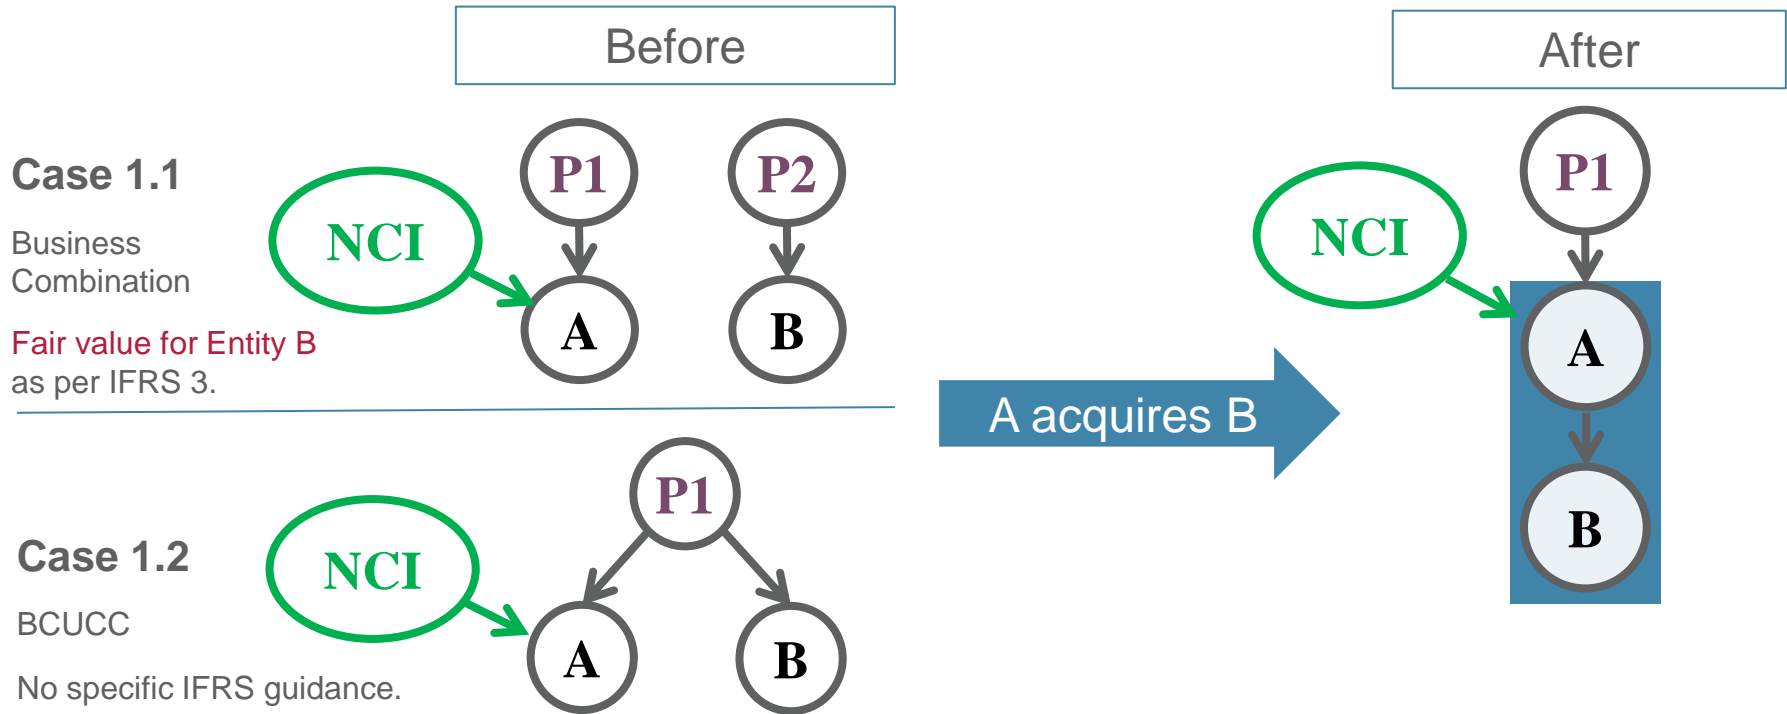 Before
After
Case 1.1
Business
Combination
Fair value for Entity B
as per IFRS 3.
NCI
P1
P2
A
B
A acquires B
NCI
P1
A
B
Case 1.2
BCUCC
No specific IFRS guidance.
NCI
P1
A
B